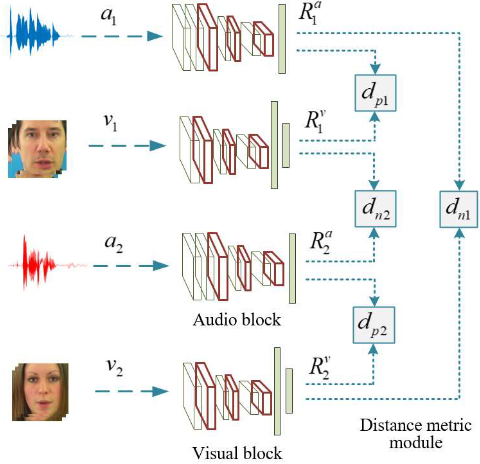 a₁
R₁ᵃ
dₚ₁
v₁
R₁ᵛ
dₙ₂
dₙ₁
a₂
R₂ᵃ
Audio block
dₚ₂
v₂
R₂ᵛ
Distance metric
module
Visual block